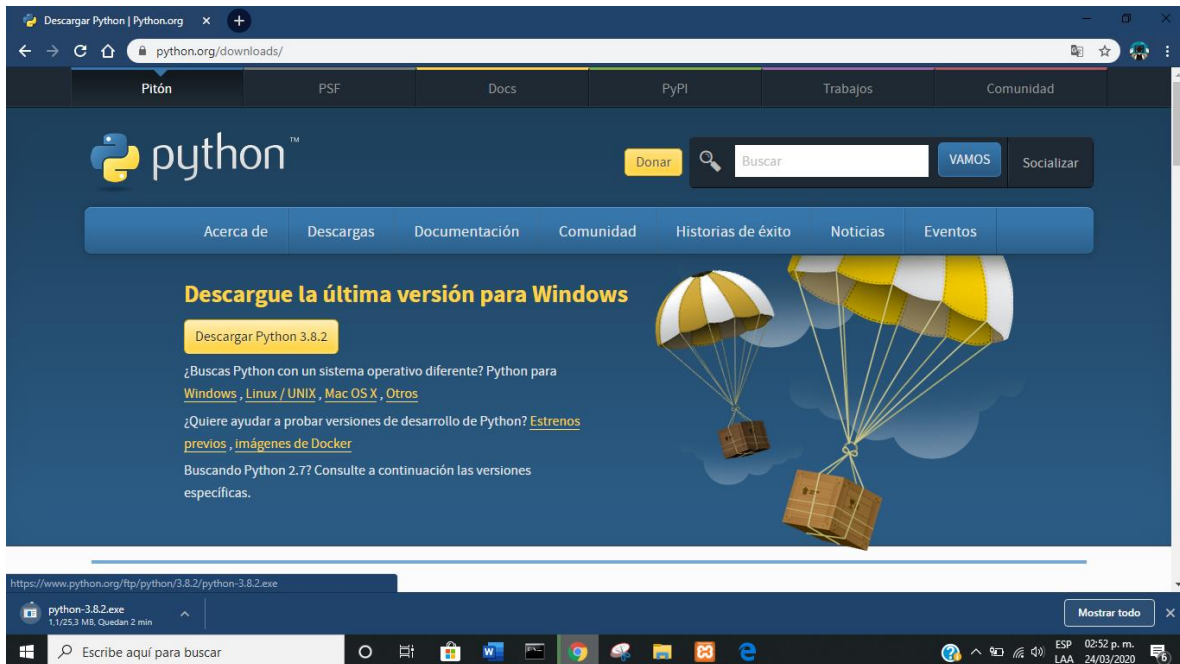 Descargar Python | Python.org
python.org/downloads/
Pitón PSF Docs PyPI Trabajos Comunidad
python™
Donar Buscar VAMOS Socializar
Acerca de Descargas Documentación Comunidad Historias de éxito Noticias Eventos
Descargue la última versión para Windows
Descargar Python 3.8.2
¿Buscas Python con un sistema operativo diferente? Python para
Windows , Linux / UNIX , Mac OS X , Otros
¿Quiere ayudar a probar versiones de desarrollo de Python? Estrenos
previos , imágenes de Docker
Buscando Python 2.7? Consulte a continuación las versiones
específicas.
https://www.python.org/ftp/python/3.8.2/python-3.8.2.exe
python-3.8.2.exe
1,1/25,3 MB, Quedan 2 min
Mostrar todo
Escribe aquí para buscar
ESP 02:52 p. m.
LAA 24/03/2020
6